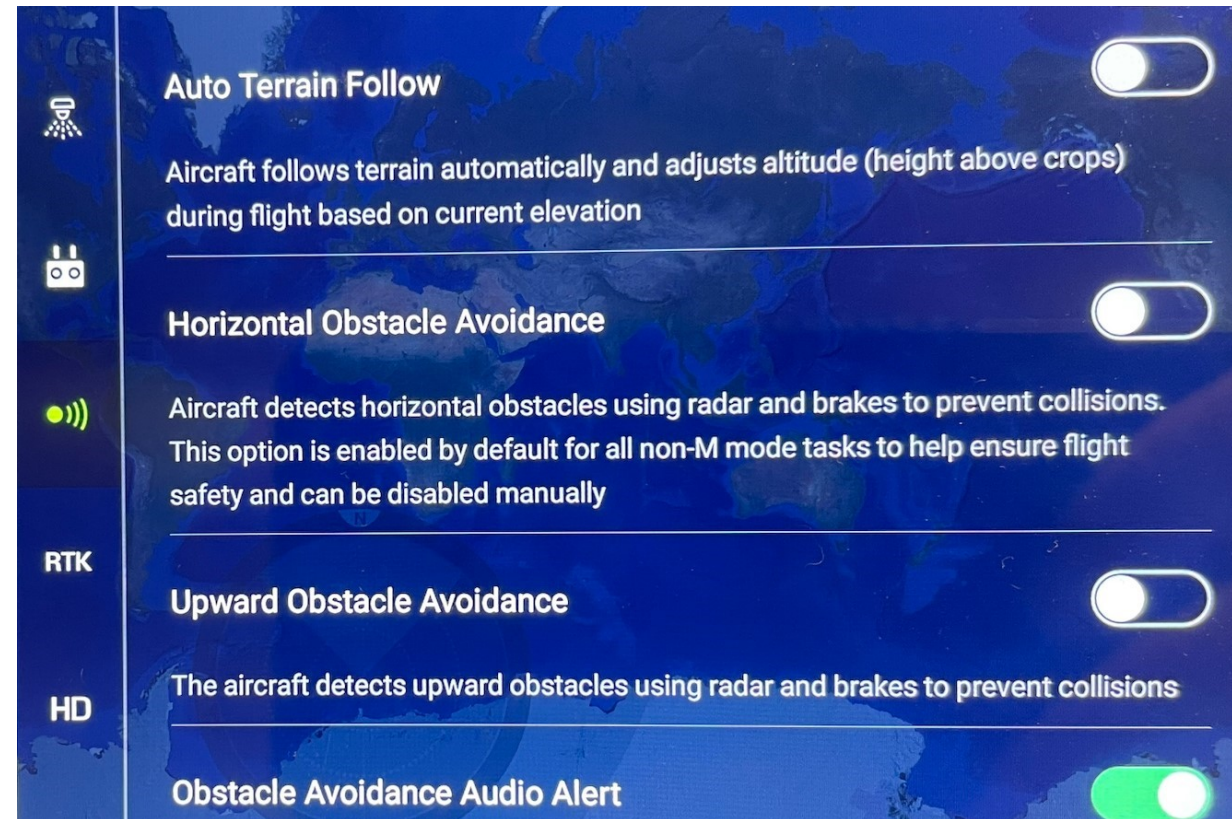 Auto Terrain Follow
Aircraft follows terrain automatically and adjusts altitude (height above crops)
during flight based on current elevation
Horizontal Obstacle Avoidance
Aircraft detects horizontal obstacles using radar and brakes to prevent collisions.
This option is enabled by default for all non-M mode tasks to help ensure flight
safety and can be disabled manually
RTK
Upward Obstacle Avoidance
The aircraft detects upward obstacles using radar and brakes to prevent collisions
HD
Obstacle Avoidance Audio Alert
N